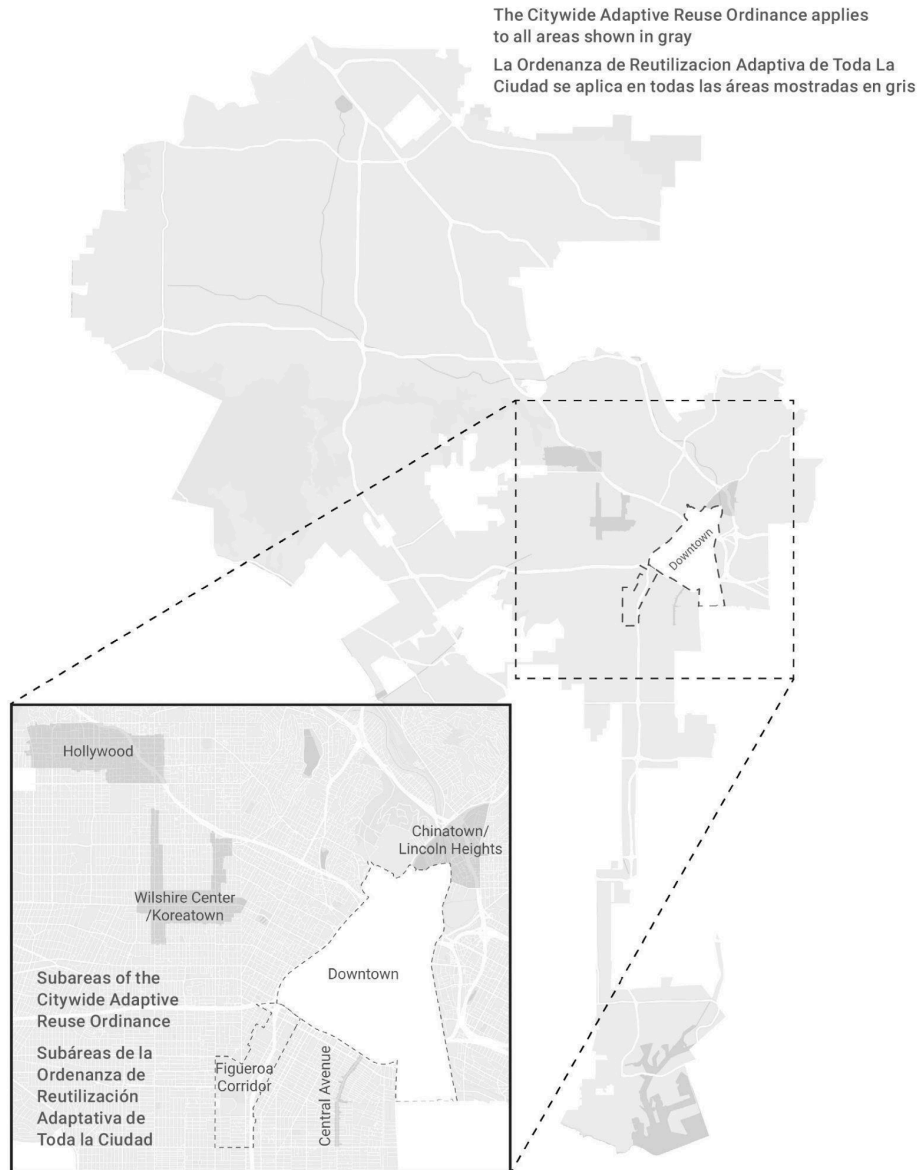 The Citywide Adaptive Reuse Ordinance applies
to all areas shown in gray
La Ordenanza de Reutilizacion Adaptiva de Toda La
Ciudad se aplica en todas las áreas mostradas en gris
Downtown
Hollywood
Chinatown/
Lincoln Heights
Wilshire Center
/Koreatown
Downtown
Subareas of the
Citywide Adaptive
Reuse Ordinance
Subáreas de la
Ordenanza de
Reutilización
Adaptativa de
Toda la Ciudad
Figueroa
Corridor
Central Avenue